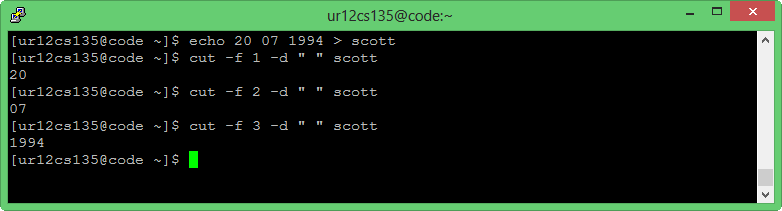 ur12cs135@code:~
[ur12cs135@code ~]$ echo 20 07 1994 > scott
[ur12cs135@code ~]$ cut -f 1 -d " " scott
20
[ur12cs135@code ~]$ cut -f 2 -d " " scott
07
[ur12cs135@code ~]$ cut -f 3 -d " " scott
1994
[ur12cs135@code ~]$